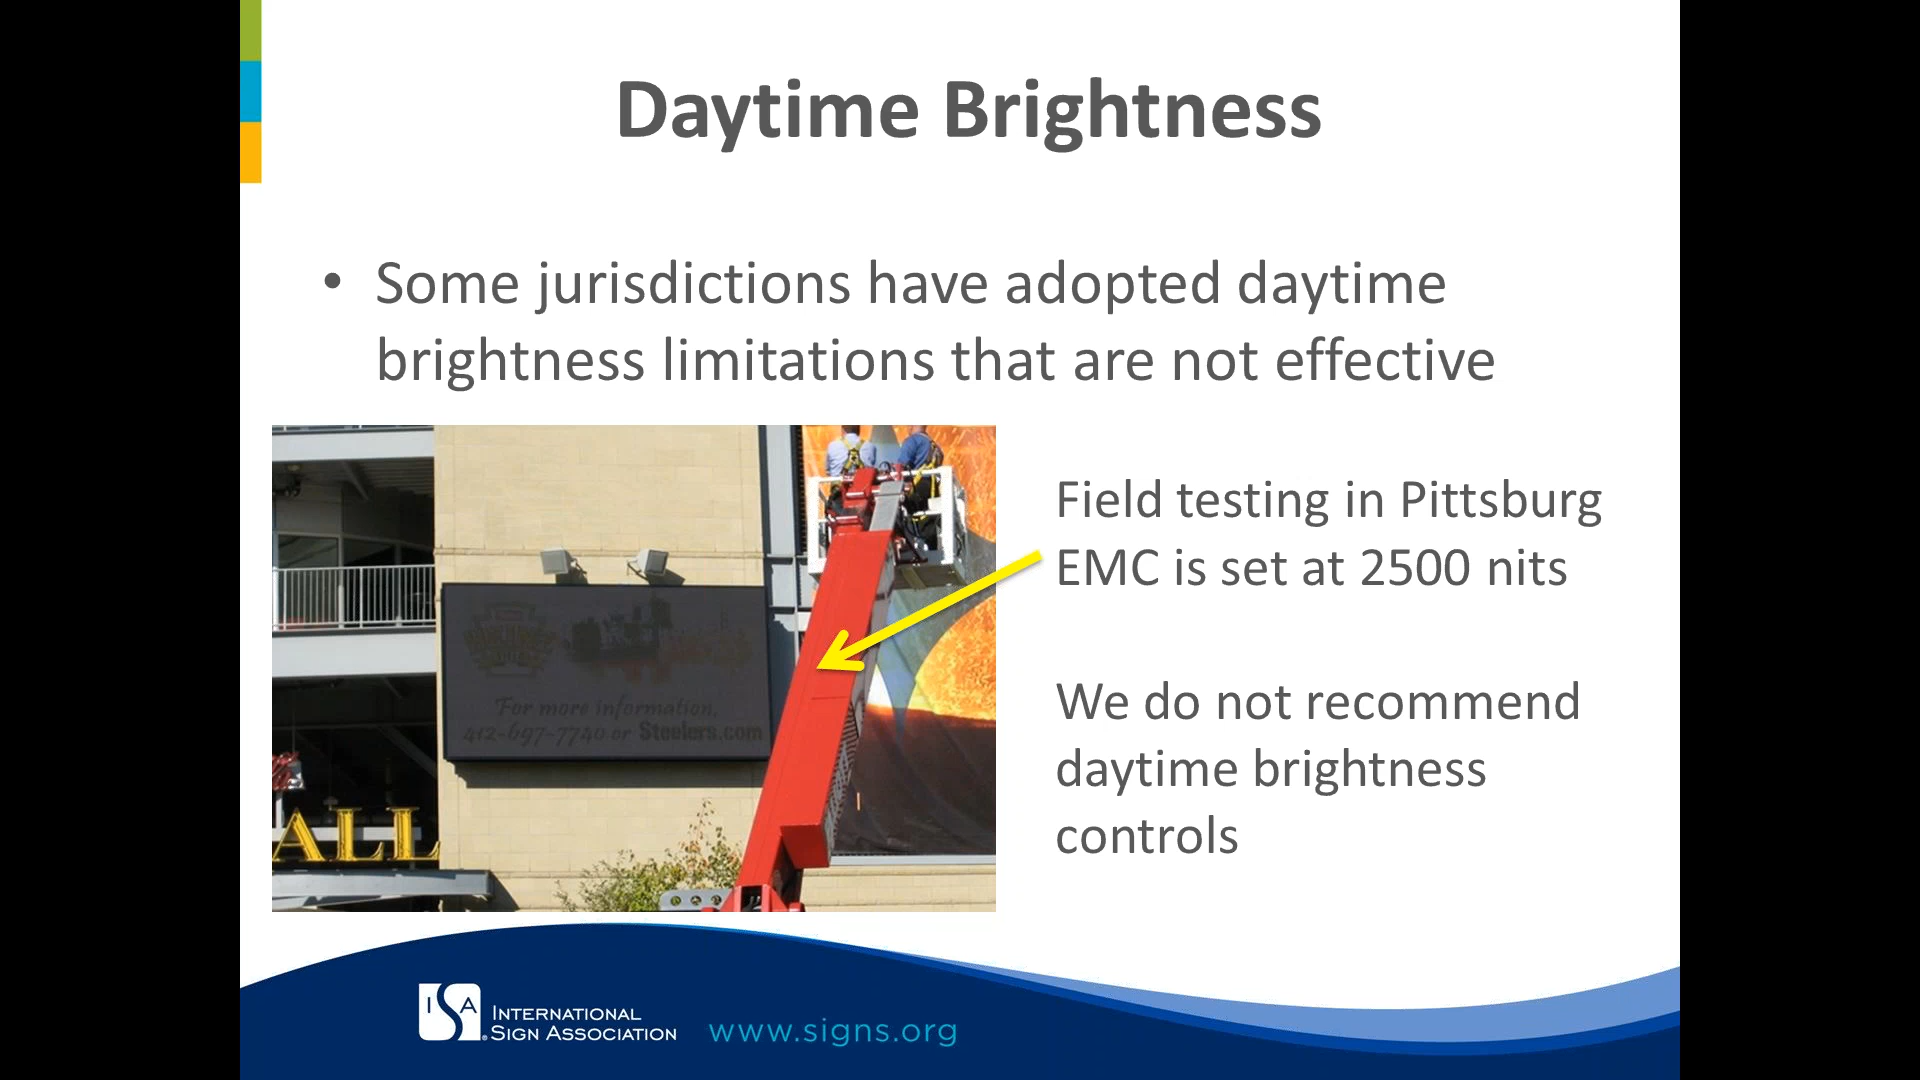 Daytime Brightness
• Some jurisdictions have adopted daytime
brightness limitations that are not effective
Field testing in Pittsburg
EMC is set at 2500 nits
We do not recommend
daytime brightness
controls
For more information,
412-697-7740 or Steelers.com
ALL
ISA
INTERNATIONAL
SIGN ASSOCIATION
www.signs.org